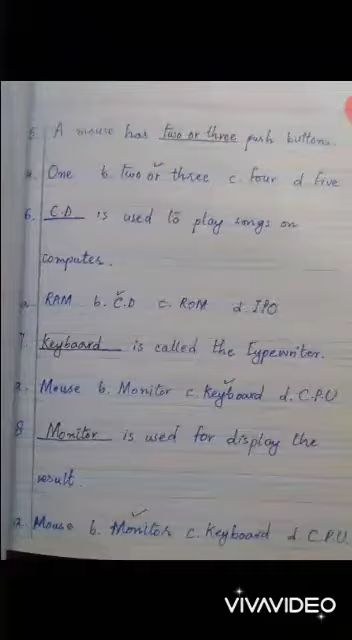 5. A mouse has two or three push buttons.
a. One b. two or three c. four d five
6. C.D is used to play songs on
computer.
a. RAM b. C.D c. ROM d. IPO
7. Keyboard is called the Typewriter.
a. Mouse b. Monitor c. Keyboard d. C.P.U
8 Monitor is used for display the
result.
a. Mouse b. Monitor c. Keyboard d C.P.U.
VIVAVIDEO